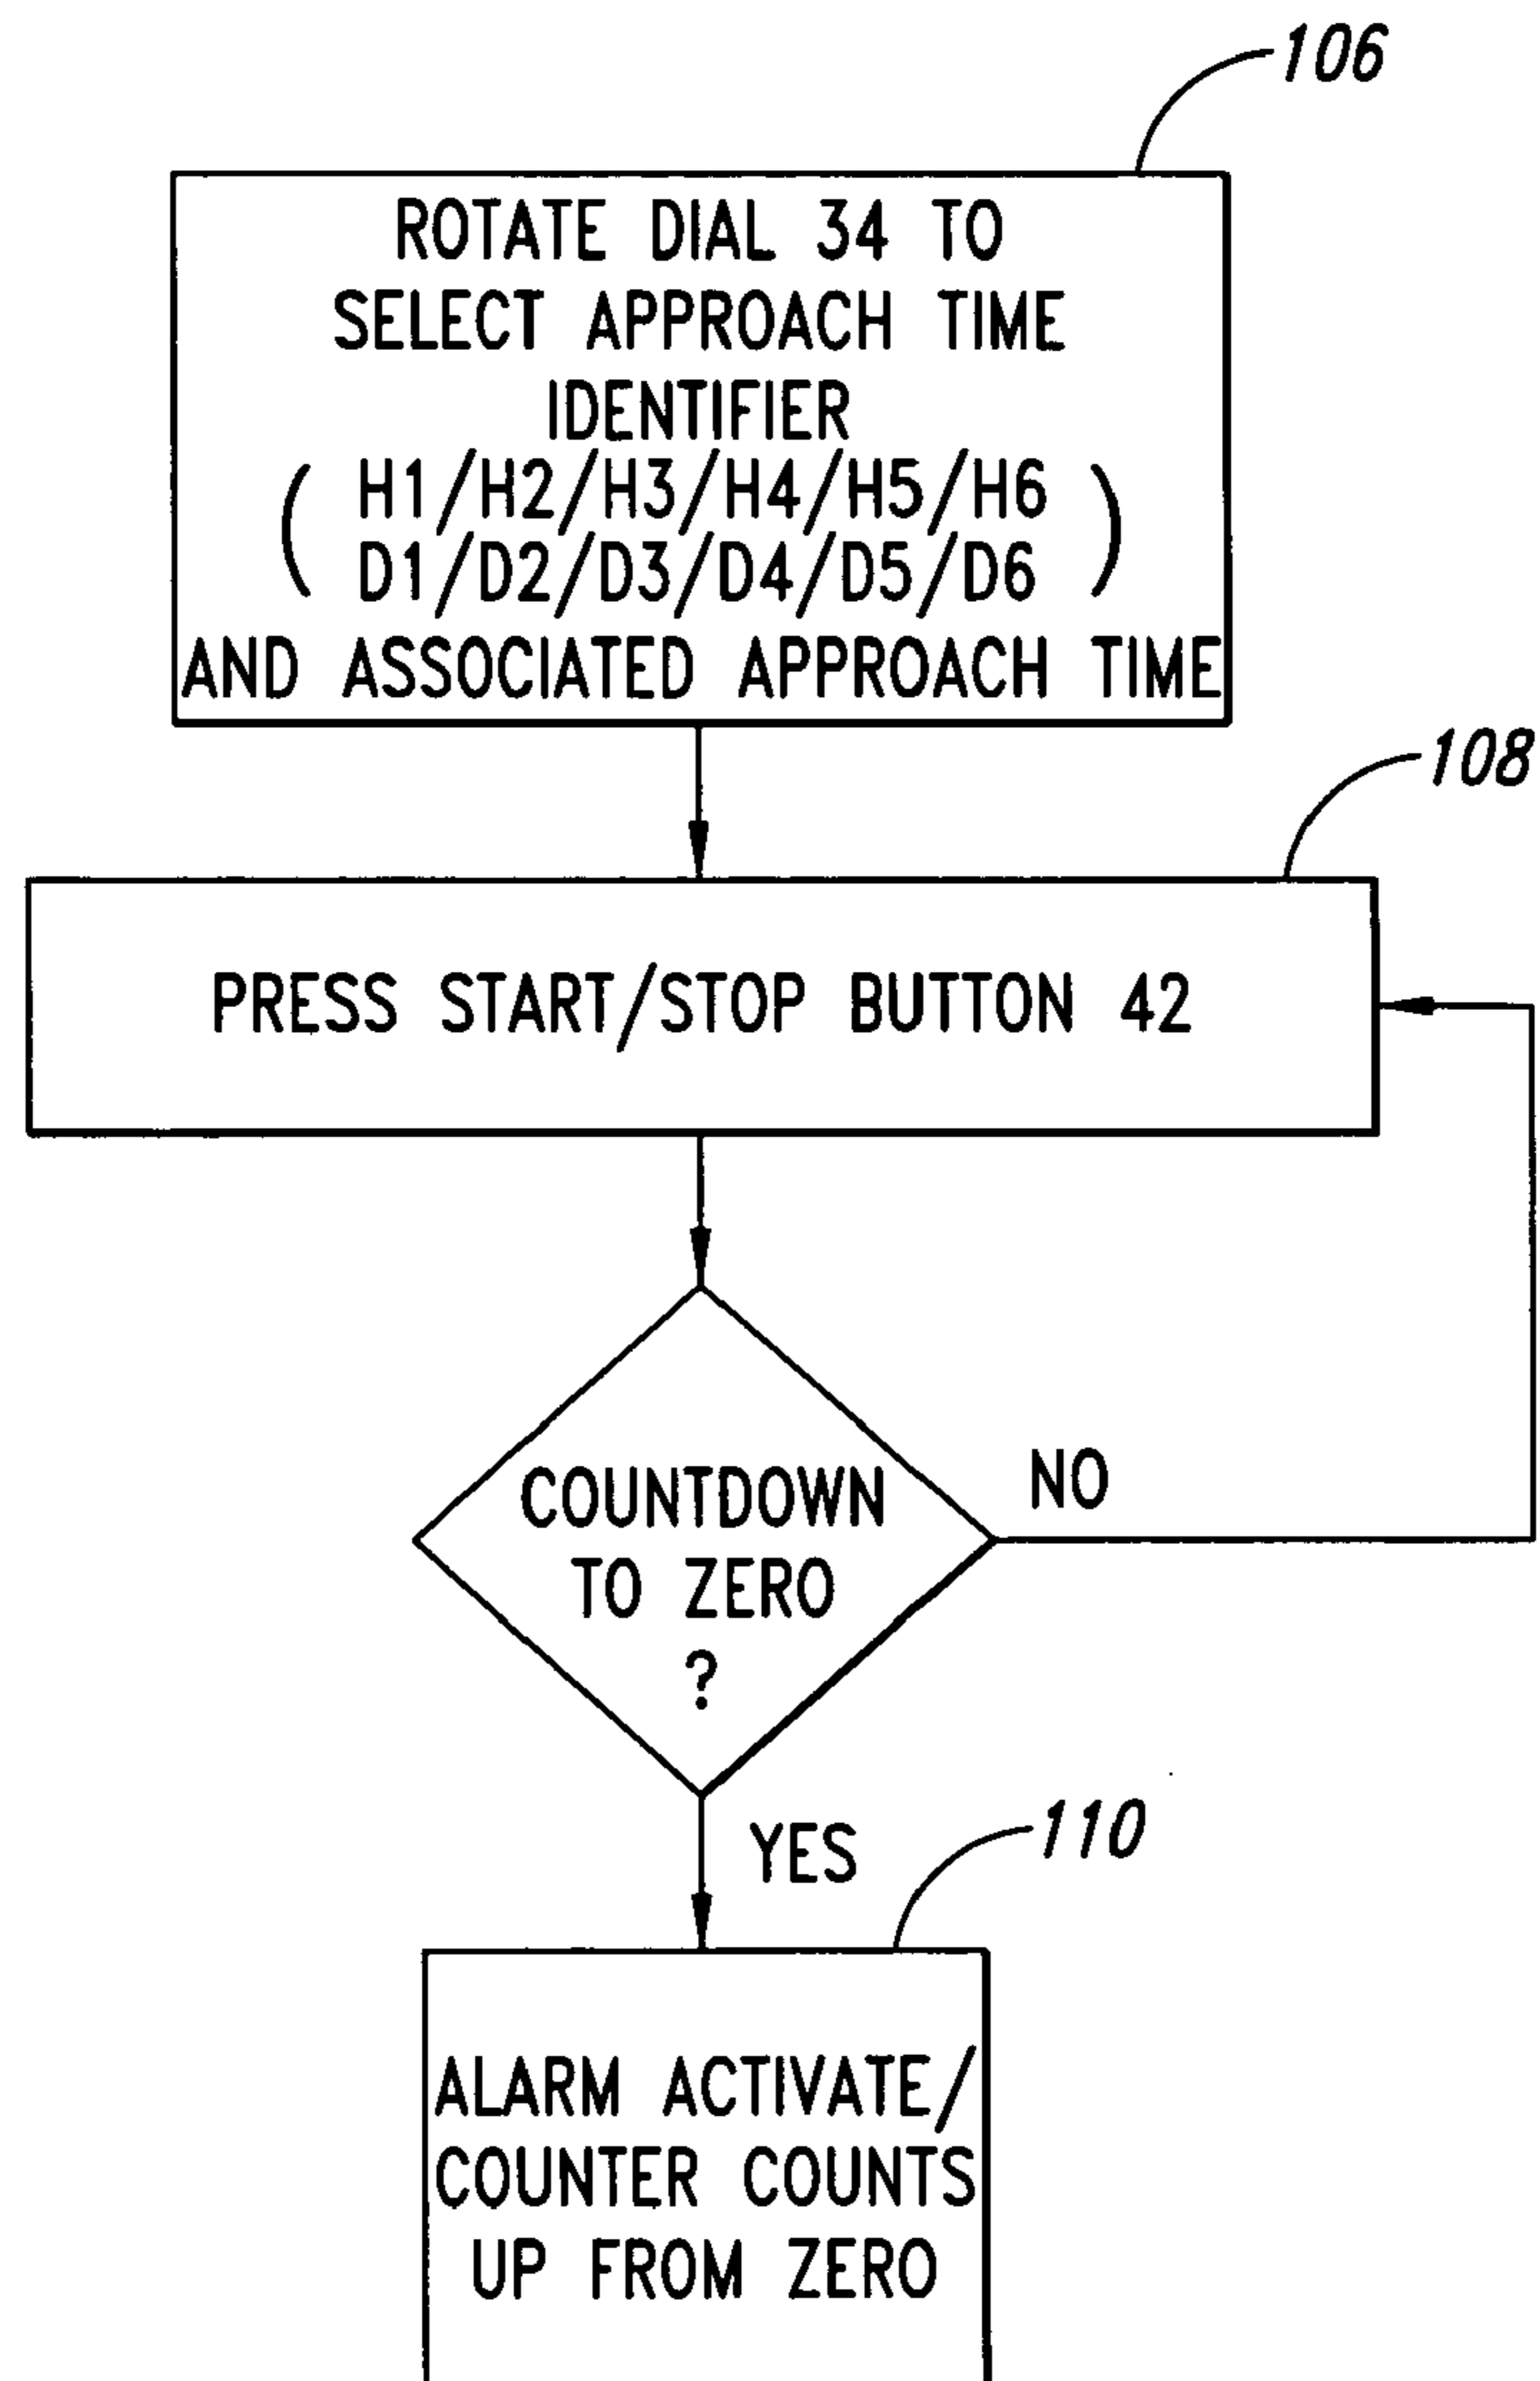 106
ROTATE DIAL 34 TO
SELECT APPROACH TIME
IDENTIFIER
( H1/H2/H3/H4/H5/H6
D1/D2/D3/D4/D5/D6 )
AND ASSOCIATED APPROACH TIME
108
PRESS START/STOP BUTTON 42
COUNTDOWN
TO ZERO
?
NO
YES
110
ALARM ACTIVATE/
COUNTER COUNTS
UP FROM ZERO